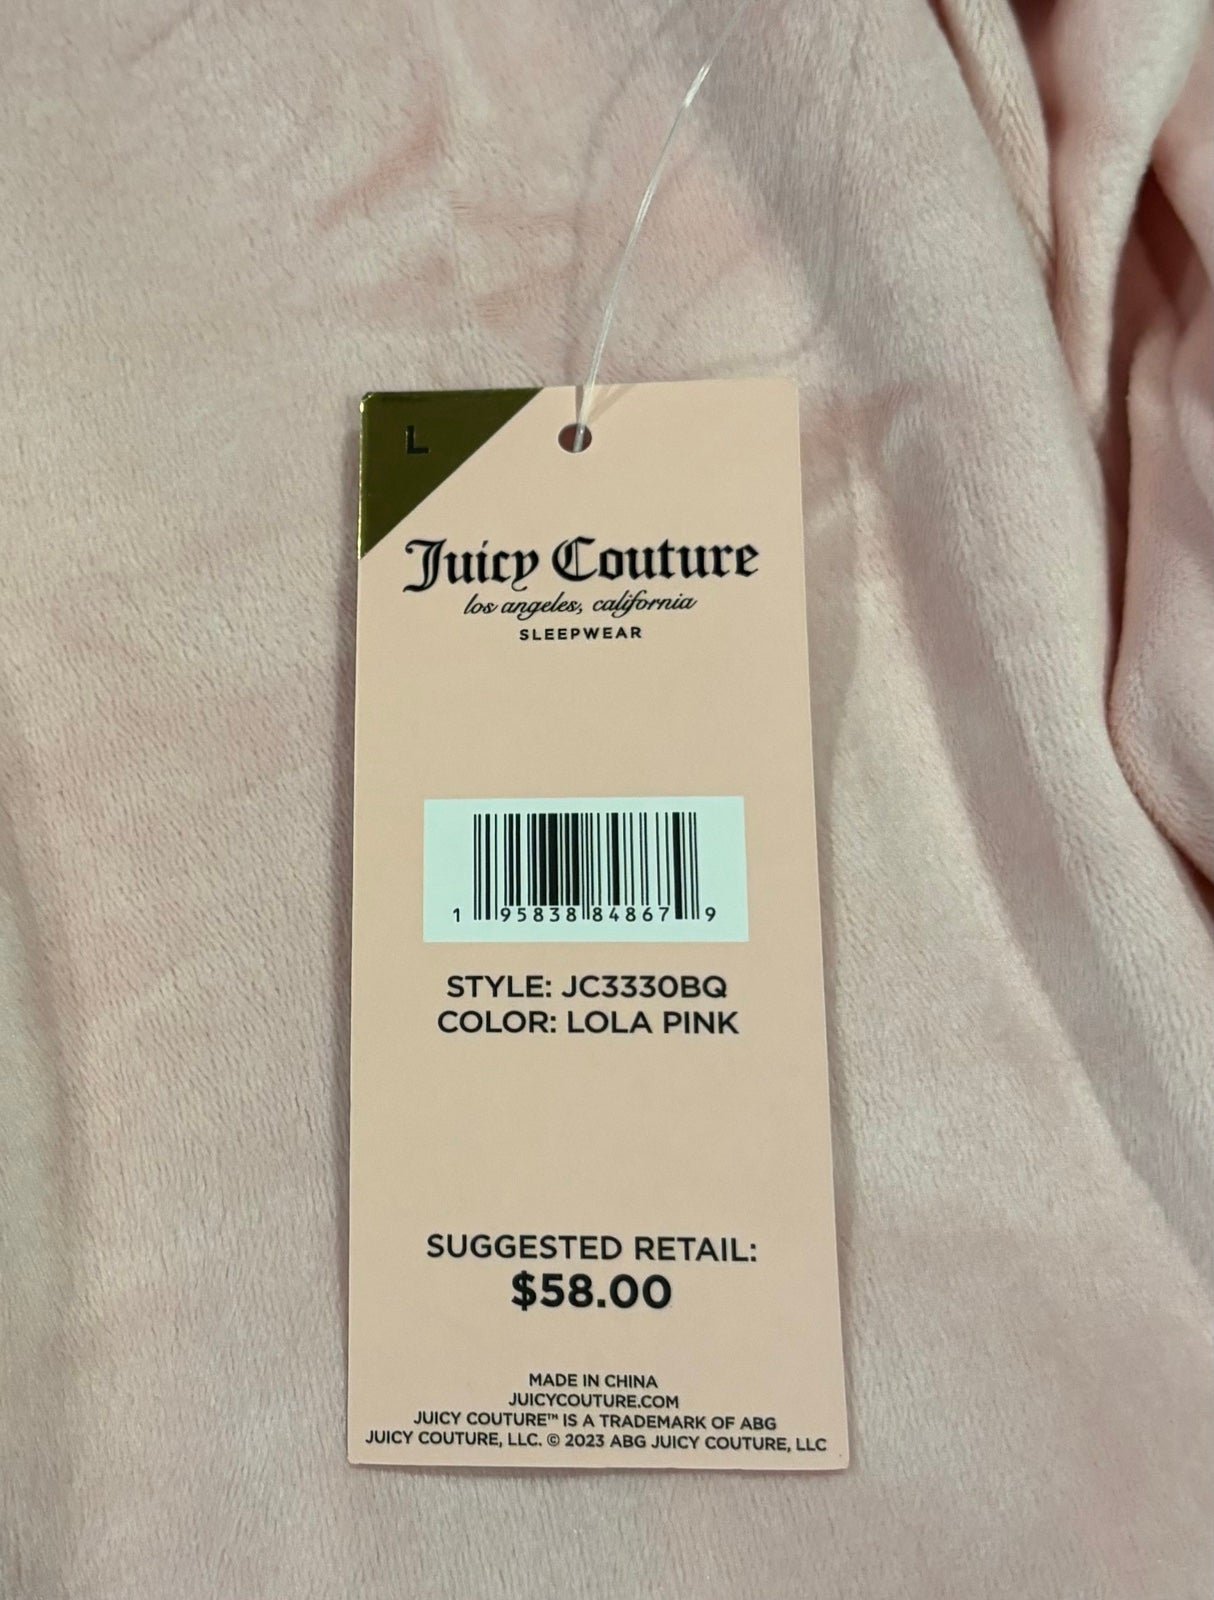 L
Juicy Couture
los angeles, california
SLEEPWEAR
1 95838 84867 9
STYLE: JC3330BQ
COLOR: LOLA PINK
SUGGESTED RETAIL:
$58.00
MADE IN CHINA
JUICYCOUTURE.COM
JUICY COUTURE™ IS A TRADEMARK OF ABG
JUICY COUTURE, LLC. © 2023 ABG JUICY COUTURE, LLC